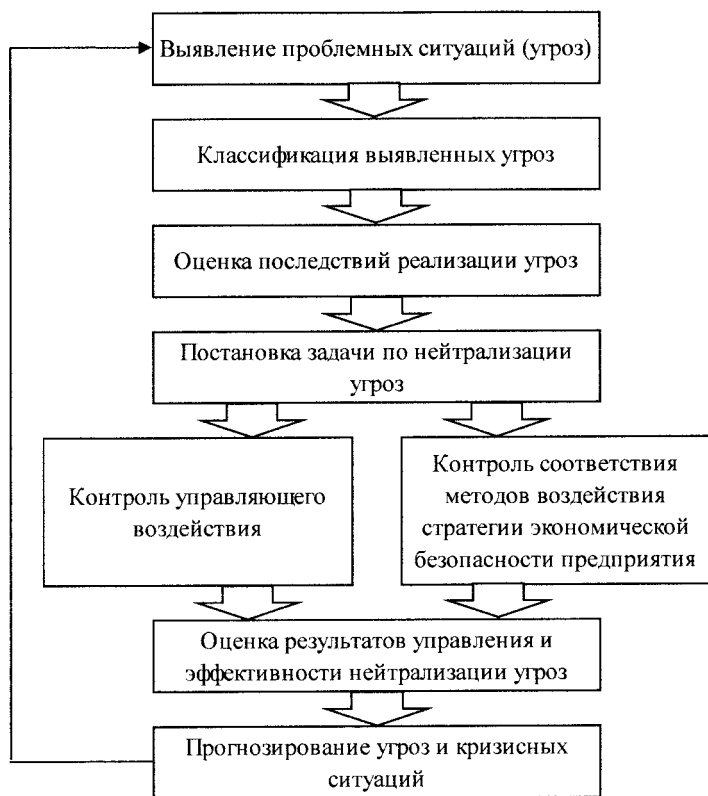 Выявление проблемных ситуаций (угроз)
Классификация выявленных угроз
Оценка последствий реализации угроз
Постановка задачи по нейтрализации
угроз
Контроль управляющего
воздействия
Контроль соответствия
методов воздействия
стратегии экономической
безопасности предприятия
Оценка результатов управления и
эффективности нейтрализации угроз
Прогнозирование угроз и кризисных
ситуаций